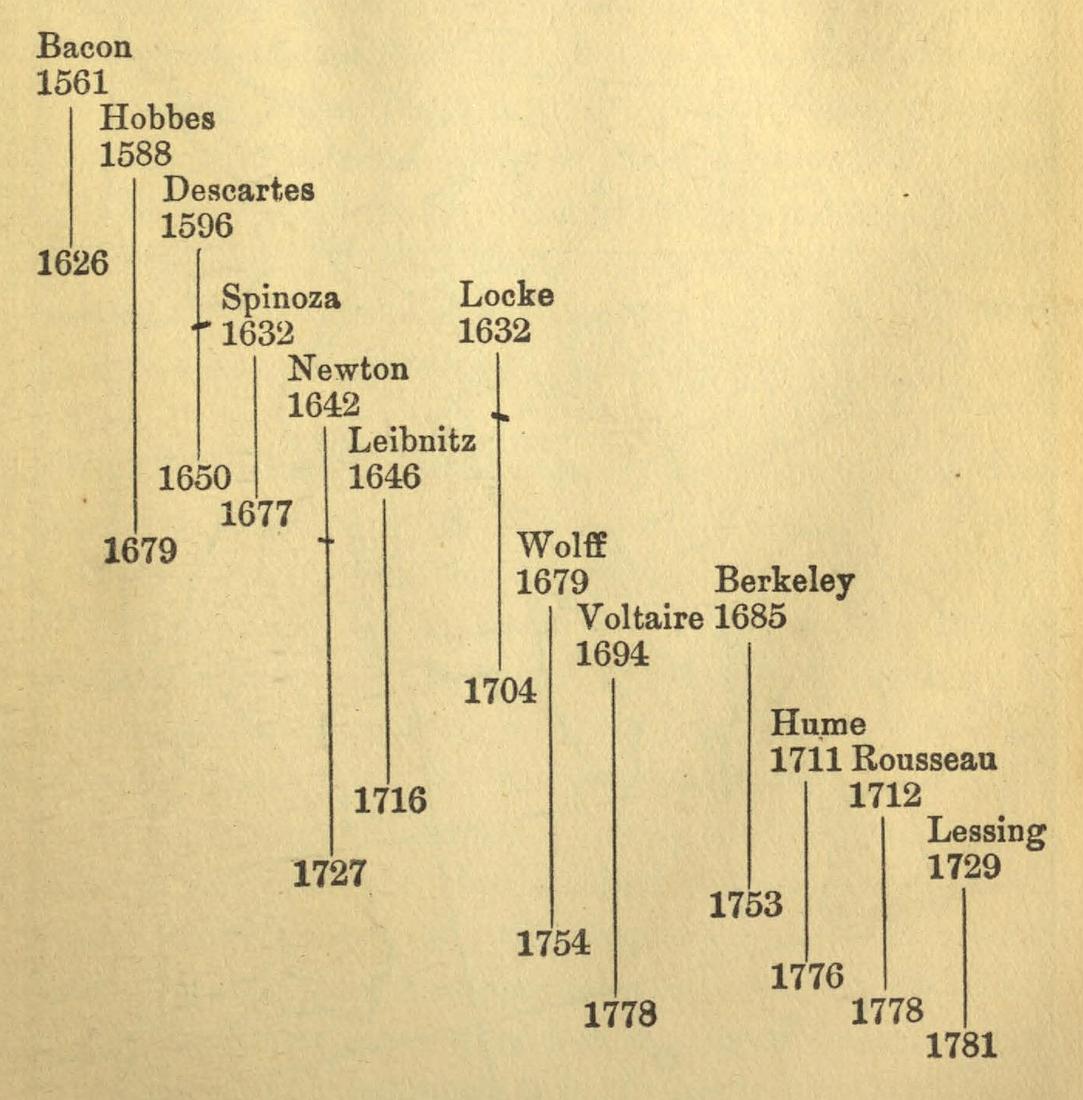 Bacon
1561
Hobbes
1588
Descartes
1596
1626
Spinoza Locke
1632 1632
Newton
1642
Leibnitz
1650 1646
1677
1679 Wolff
1679 Berkeley
Voltaire 1685
1694
1704
Hume
1711 Rousseau
1716 1712
Lessing
1727 1729
1753
1754
1776
1778 1778
1781